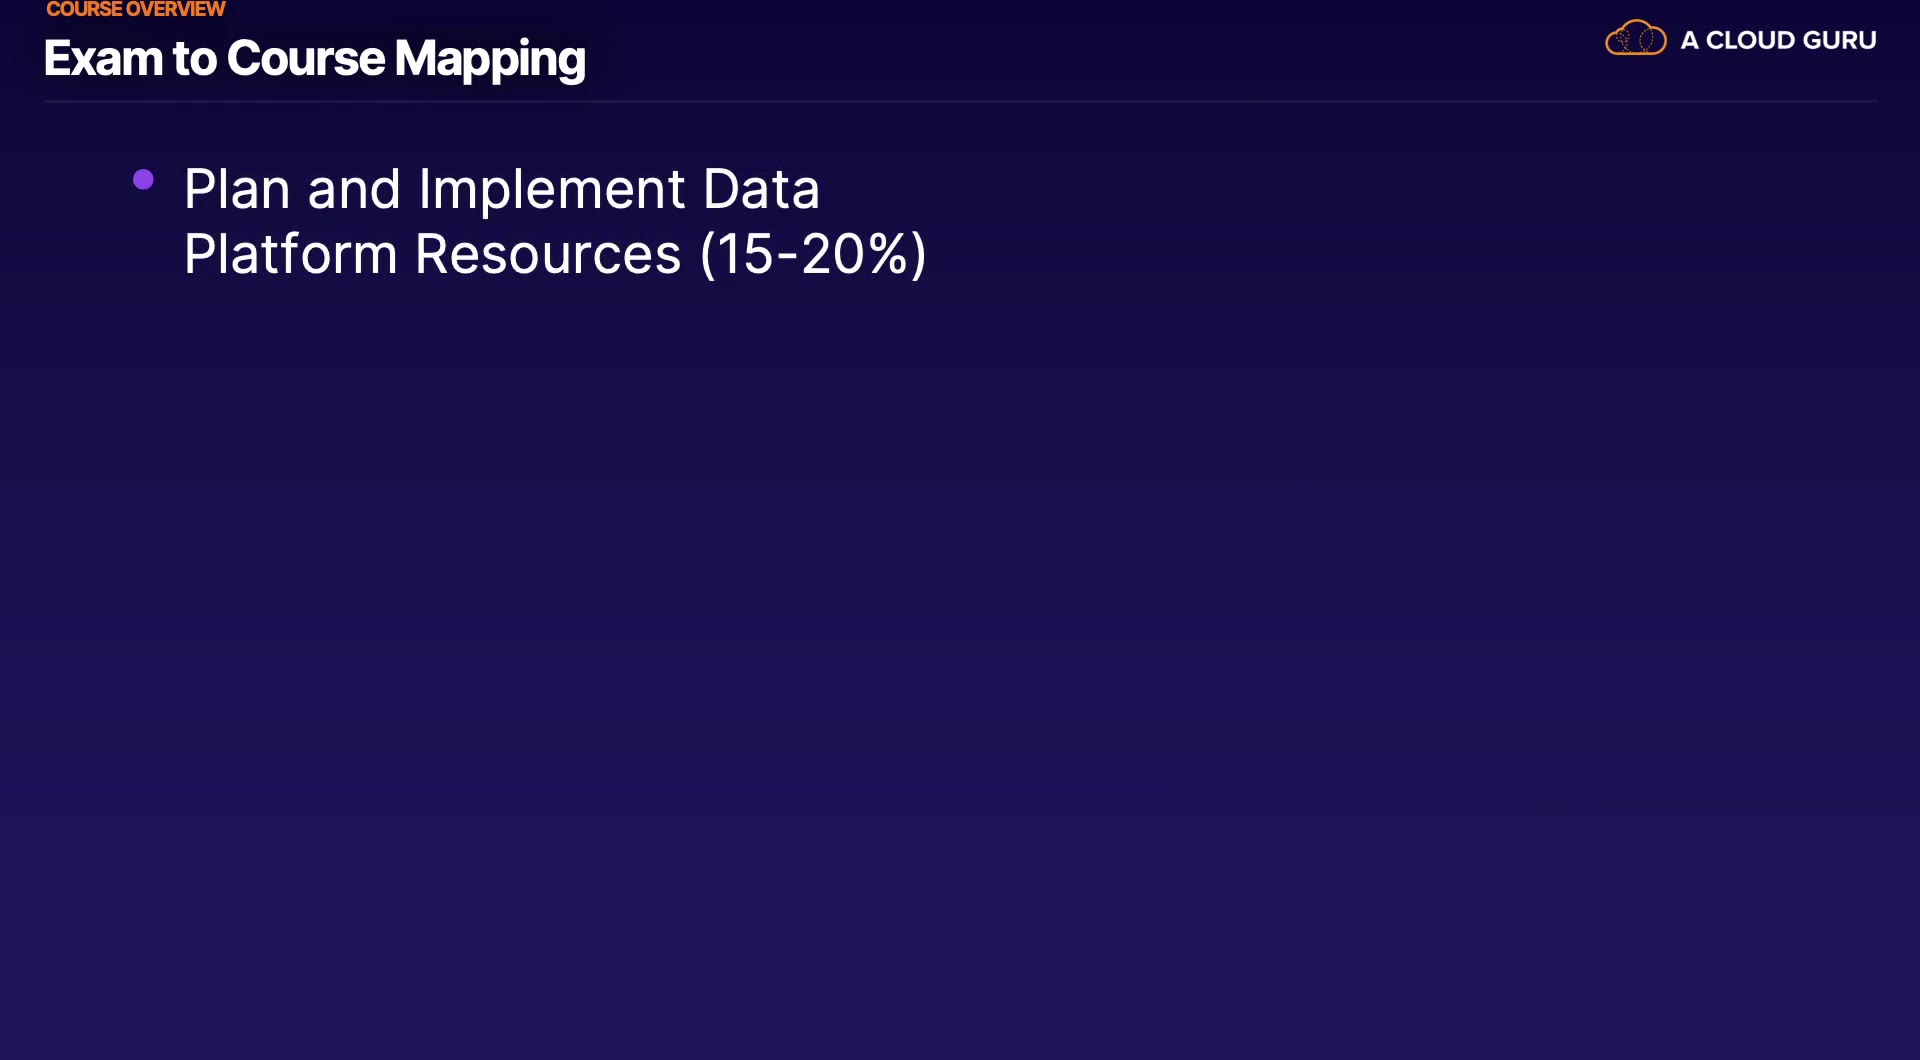 COURSE OVERVIEW
Exam to Course Mapping
A CLOUD GURU
Plan and Implement Data
Platform Resources (15-20%)